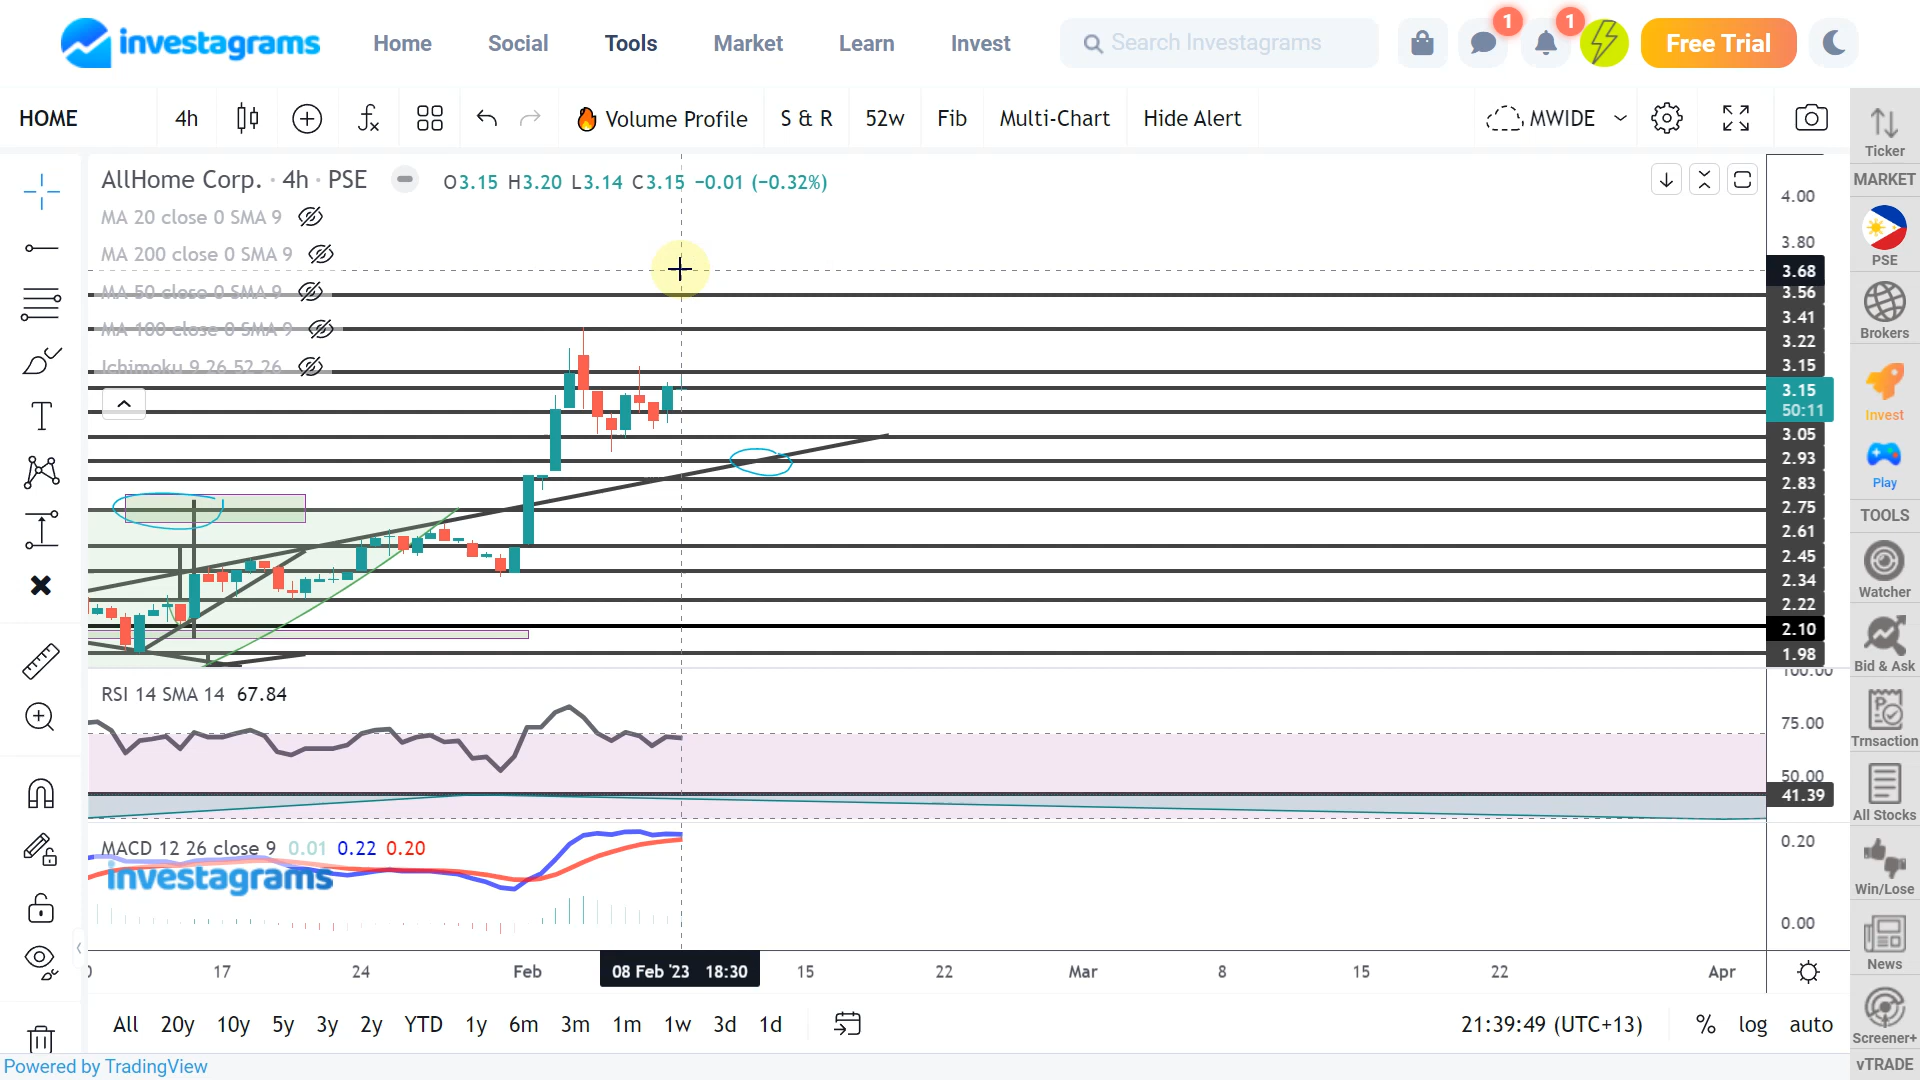 investagrams
Home Social Tools Market Learn Invest
Search Investagrams
1 1
Free Trial
HOME 4h Volume Profile S & R 52w Fib Multi-Chart Hide Alert MWIDE
AllHome Corp. · 4h · PSE O3.15 H3.20 L3.14 C3.15 −0.01 (−0.32%)
MA 20 close 0 SMA 9
MA 200 close 0 SMA 9
MA 50 close 0 SMA 9
MA 100 close 0 SMA 9
Ichimoku 9 26 52 26
4.00
3.80
3.68
3.56
3.41
3.22
3.15
3.15
50:11
3.05
2.93
2.83
2.75
2.61
2.45
2.34
2.22
2.10
1.98
RSI 14 SMA 14 67.84
100.00
75.00
50.00
41.39
MACD 12 26 close 9 0.01 0.22 0.20
investagrams
0.20
0.00
17 24 Feb 08 Feb '23 18:30 15 22 Mar 8 15 22 Apr
All 20y 10y 5y 3y 2y YTD 1y 6m 3m 1m 1w 3d 1d
21:39:49 (UTC+13) % log auto
Powered by TradingView
Ticker
MARKET
PSE
Brokers
Invest
Play
TOOLS
Watcher
Bid & Ask
Trnsaction
All Stocks
Win/Lose
News
Screener+
vTRADE